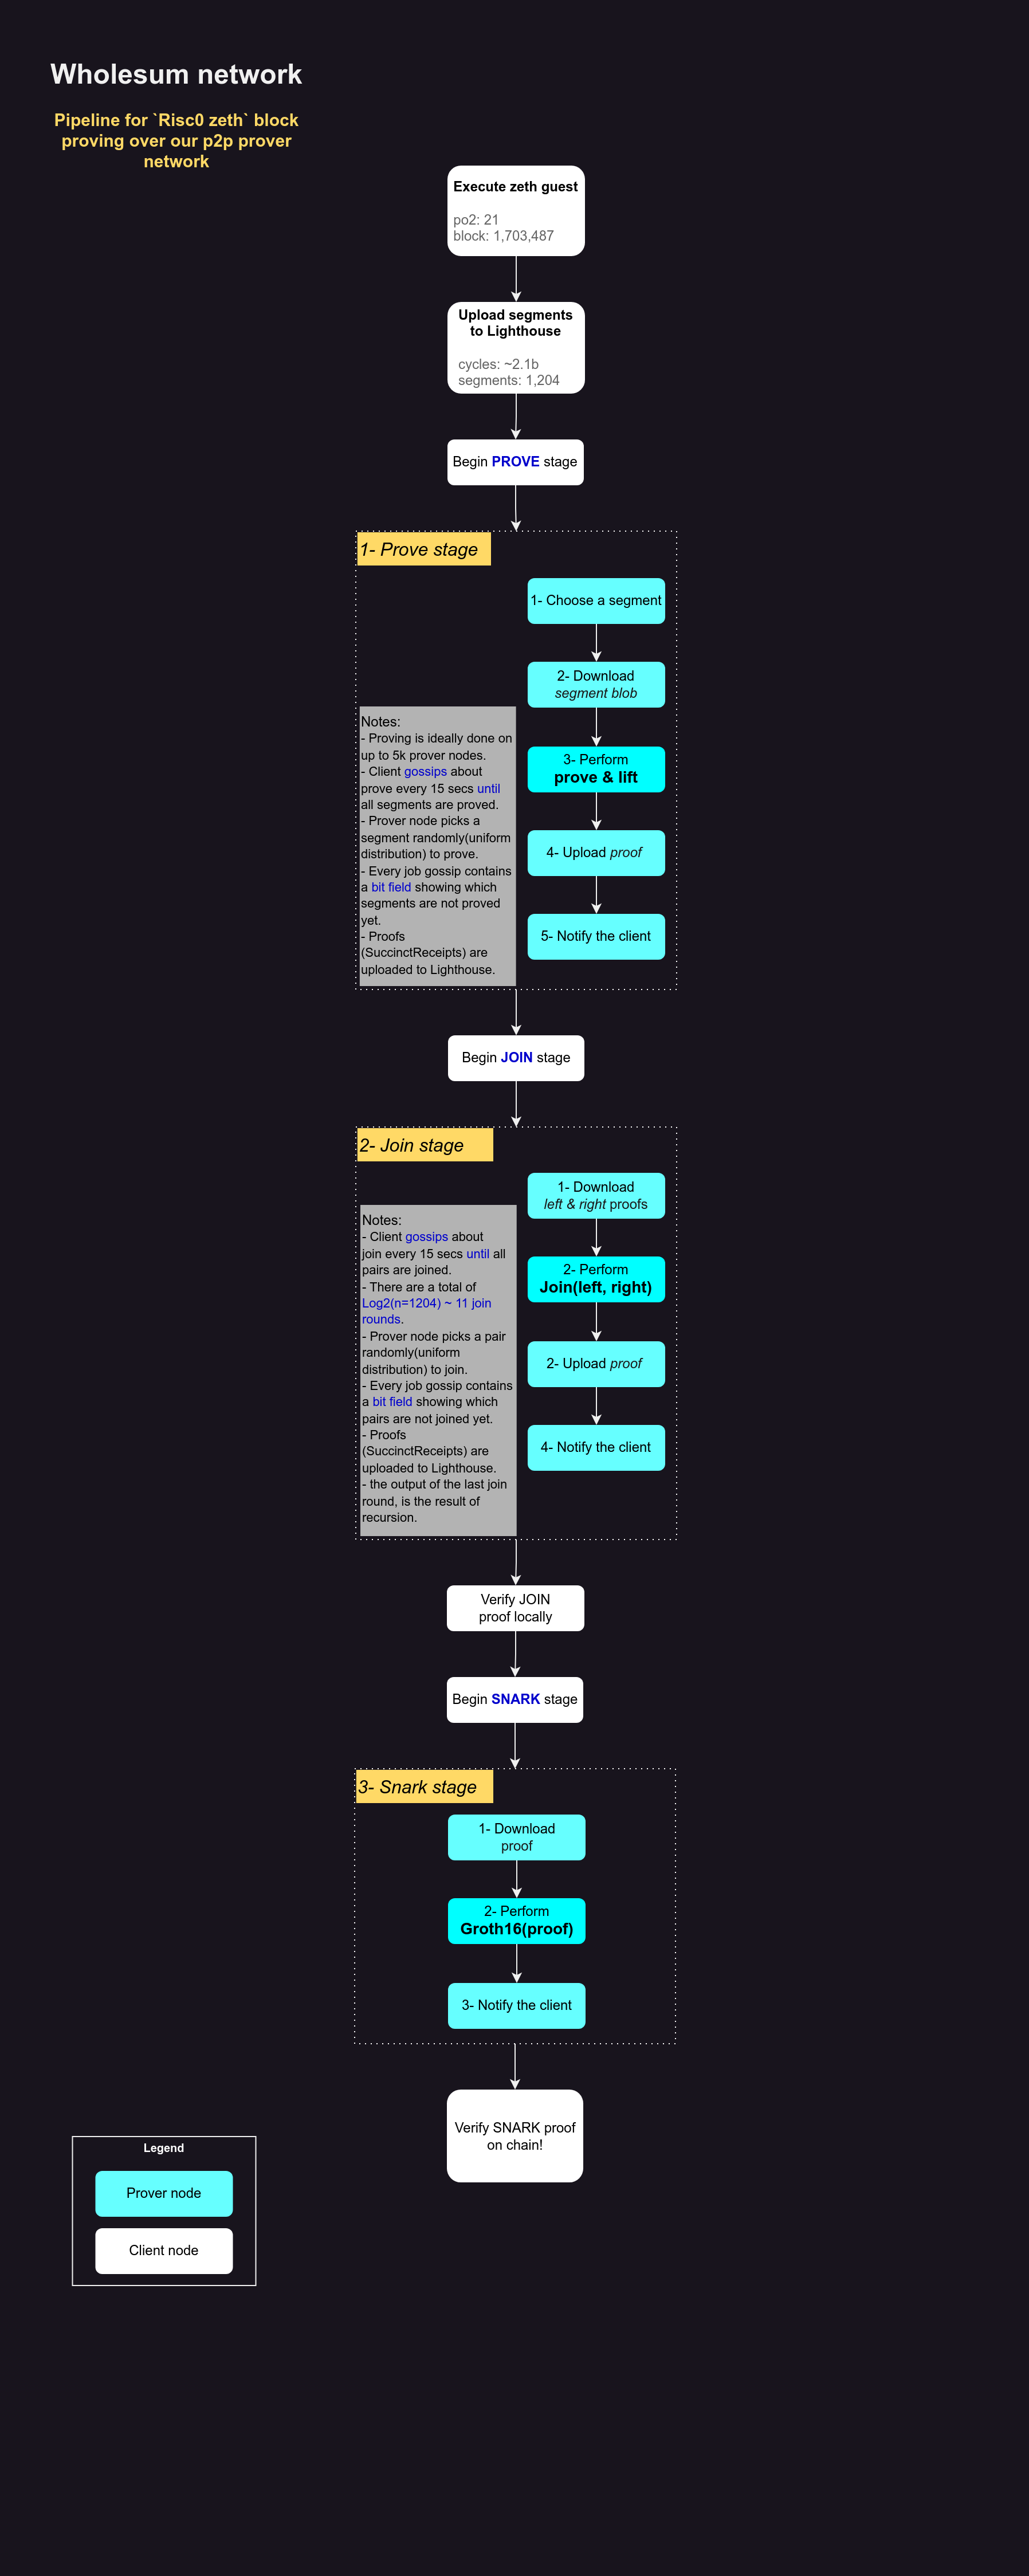 Wholesum network
Pipeline for `Risc0 zeth` block
proving over our p2p prover
network
Execute zeth guest
po2: 21
block: 1,703,487
Upload segments
to Lighthouse
cycles: ~2.1b
segments: 1,204
Begin PROVE stage
1- Prove stage
1- Choose a segment
2- Download
segment blob
3- Perform
prove & lift
4- Upload proof
5- Notify the client
Notes:
- Proving is ideally done on
up to 5k prover nodes.
- Client gossips about
prove every 15 secs until
all segments are proved.
- Prover node picks a
segment randomly(uniform
distribution) to prove.
- Every job gossip contains
a bit field showing which
segments are not proved
yet.
- Proofs
(SuccinctReceipts) are
uploaded to Lighthouse.
Begin JOIN stage
2- Join stage
1- Download
left & right proofs
2- Perform
Join(left, right)
2- Upload proof
4- Notify the client
Notes:
- Client gossips about
join every 15 secs until all
pairs are joined.
- There are a total of
Log2(n=1204) ~ 11 join
rounds.
- Prover node picks a pair
randomly(uniform
distribution) to join.
- Every job gossip contains
a bit field showing which
pairs are not joined yet.
- Proofs
(SuccinctReceipts) are
uploaded to Lighthouse.
- the output of the last join
round, is the result of
recursion.
Verify JOIN
proof locally
Begin SNARK stage
3- Snark stage
1- Download
proof
2- Perform
Groth16(proof)
3- Notify the client
Verify SNARK proof
on chain!
Legend
Prover node
Client node